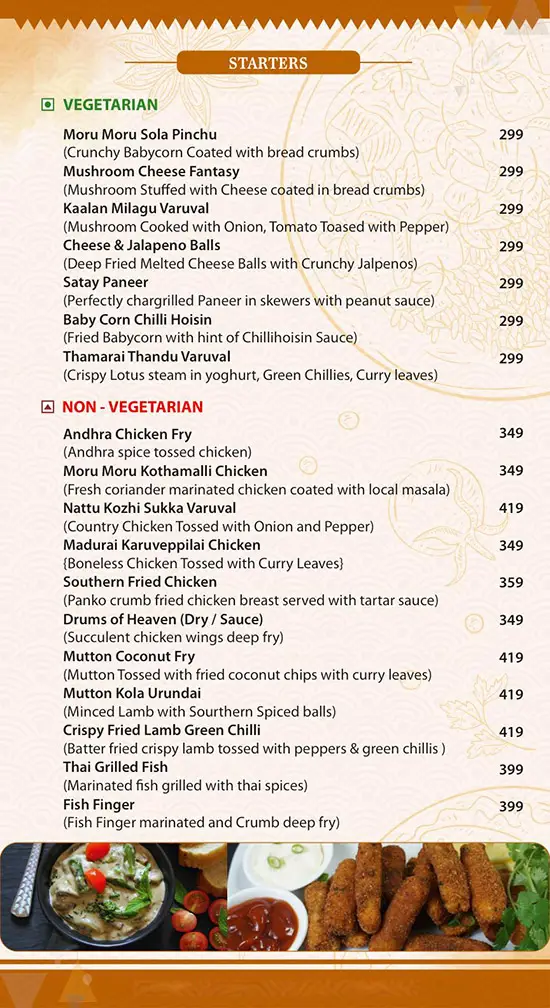 STARTERS
VEGETARIAN
Moru Moru Sola Pinchu 299
(Crunchy Babycorn Coated with bread crumbs)
Mushroom Cheese Fantasy 299
(Mushroom Stuffed with Cheese coated in bread crumbs)
Kaalan Milagu Varuval 299
(Mushroom Cooked with Onion, Tomato Toased with Pepper)
Cheese & Jalapeno Balls 299
(Deep Fried Melted Cheese Balls with Crunchy Jalpenos)
Satay Paneer 299
(Perfectly chargrilled Paneer in skewers with peanut sauce)
Baby Corn Chilli Hoisin 299
(Fried Babycorn with hint of Chillihoisin Sauce)
Thamarai Thandu Varuval 299
(Crispy Lotus steam in yoghurt, Green Chillies, Curry leaves)
NON - VEGETARIAN
Andhra Chicken Fry 349
(Andhra spice tossed chicken)
Moru Moru Kothamalli Chicken 349
(Fresh coriander marinated chicken coated with local masala)
Nattu Kozhi Sukka Varuval 419
(Country Chicken Tossed with Onion and Pepper)
Madurai Karuveppilai Chicken 349
{Boneless Chicken Tossed with Curry Leaves}
Southern Fried Chicken 359
(Panko crumb fried chicken breast served with tartar sauce)
Drums of Heaven (Dry / Sauce) 349
(Succulent chicken wings deep fry)
Mutton Coconut Fry 419
(Mutton Tossed with fried coconut chips with curry leaves)
Mutton Kola Urundai 419
(Minced Lamb with Sourthern Spiced balls)
Crispy Fried Lamb Green Chilli 419
(Batter fried crispy lamb tossed with peppers & green chillis )
Thai Grilled Fish 399
(Marinated fish grilled with thai spices)
Fish Finger 399
(Fish Finger marinated and Crumb deep fry)